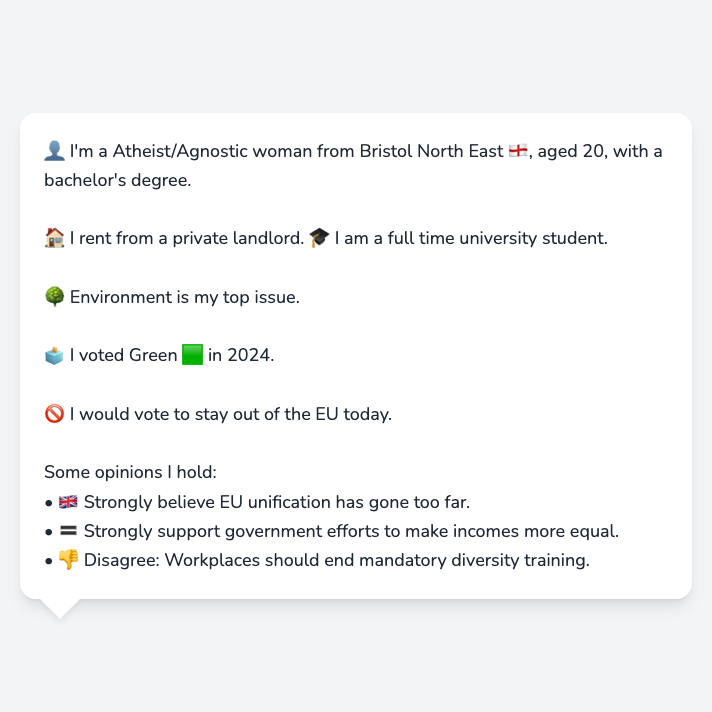 👤 I'm a Atheist/Agnostic woman from Bristol North East 🏴󠁧󠁢󠁥󠁮󠁧󠁿, aged 20, with a
bachelor's degree.
🏠 I rent from a private landlord. 🎓 I am a full time university student.
🌳 Environment is my top issue.
🗳️ I voted Green 🟩 in 2024.
🚫 I would vote to stay out of the EU today.
Some opinions I hold:
• 🇬🇧 Strongly believe EU unification has gone too far.
• 🟰 Strongly support government efforts to make incomes more equal.
• 👎 Disagree: Workplaces should end mandatory diversity training.